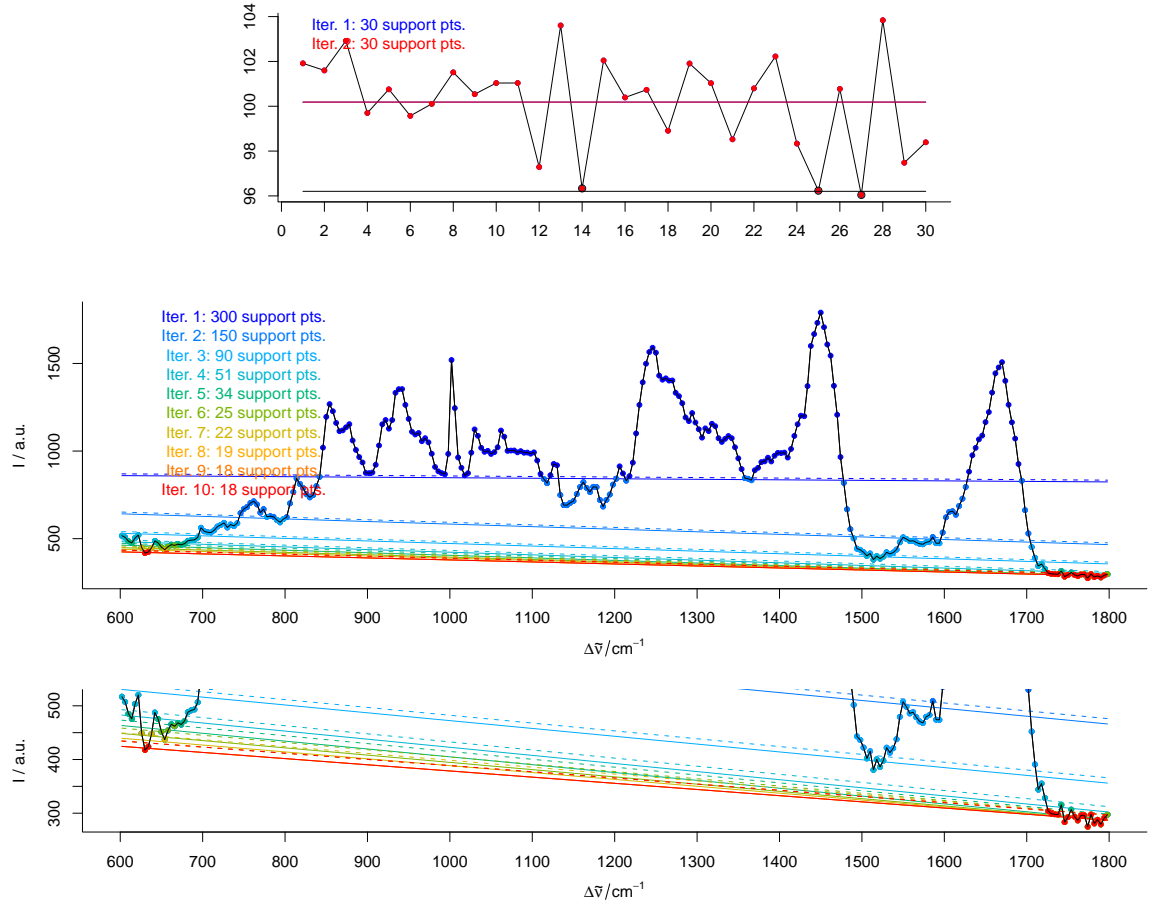 104
102
100
98
96
Iter. 1: 30 support pts.
Iter. 2: 30 support pts.
0 2 4 6 8 10 12 14 16 18 20 22 24 26 28 30
I / a.u.
1500
1000
500
Iter. 1: 300 support pts.
Iter. 2: 150 support pts.
Iter. 3: 90 support pts.
Iter. 4: 51 support pts.
Iter. 5: 34 support pts.
Iter. 6: 25 support pts.
Iter. 7: 22 support pts.
Iter. 8: 19 support pts.
Iter. 9: 18 support pts.
Iter. 10: 18 support pts.
600 700 800 900 1000 1100 1200 1300 1400 1500 1600 1700 1800
Δν̃/cm⁻¹
I / a.u.
500
400
300
600 700 800 900 1000 1100 1200 1300 1400 1500 1600 1700 1800
Δν̃/cm⁻¹